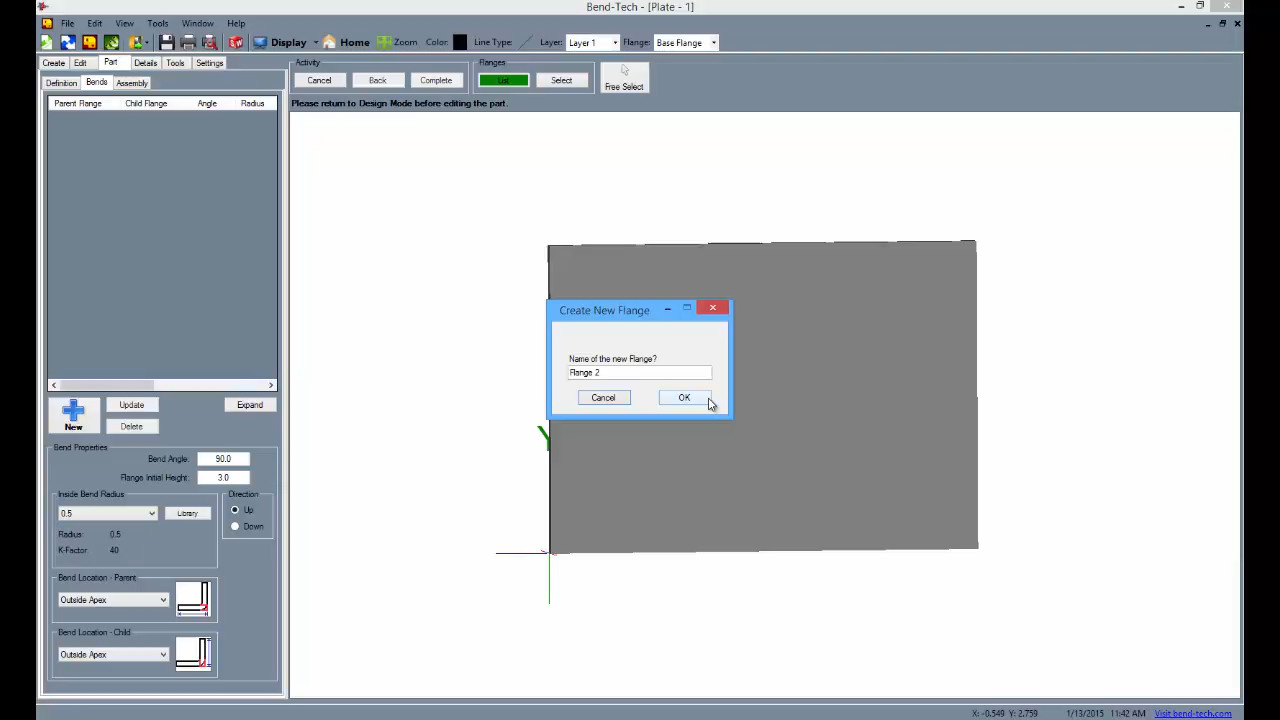 Bend-Tech - [Plate - 1]
File Edit View Tools Window Help
Display Home Zoom Color: Line Type: Layer: Layer 1 Flange: Base Flange
Create Edit Part Details Tools Settings
Definition Bends Assembly
Activity
Cancel Back Complete
Flanges
List Select
Free Select
Please return to Design Mode before editing the part.
Parent Flange Child Flange Angle Radius
Create New Flange
Name of the new Flange?
Flange 2
Cancel OK
Y
New
Update
Delete
Expand
Bend Properties
Bend Angle: 90.0
Flange Initial Height: 3.0
Inside Bend Radius
0.5 Library
Radius: 0.5
K-Factor 40
Direction
Up
Down
Bend Location - Parent
Outside Apex
Bend Location - Child
Outside Apex
X: -0.549 Y: 2.759 1/13/2015 11:42 AM Visit bend-tech.com